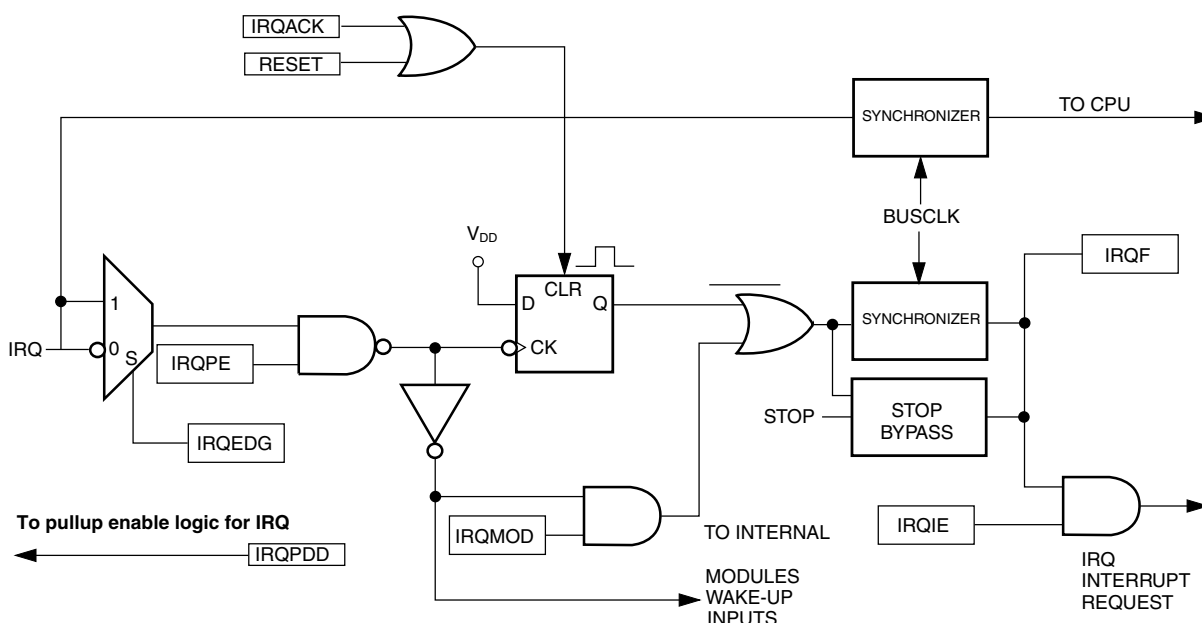 IRQACK
RESET
SYNCHRONIZER
TO CPU
BUSCLK
VDD
IRQF
CLR
D
Q
CK
SYNCHRONIZER
1
0
S
IRQ
IRQPE
STOP
STOP
BYPASS
IRQEDG
To pullup enable logic for IRQ
IRQPDD
IRQMOD
TO INTERNAL
MODULES
WAKE-UP
INPUTS
IRQIE
IRQ
INTERRUPT
REQUEST